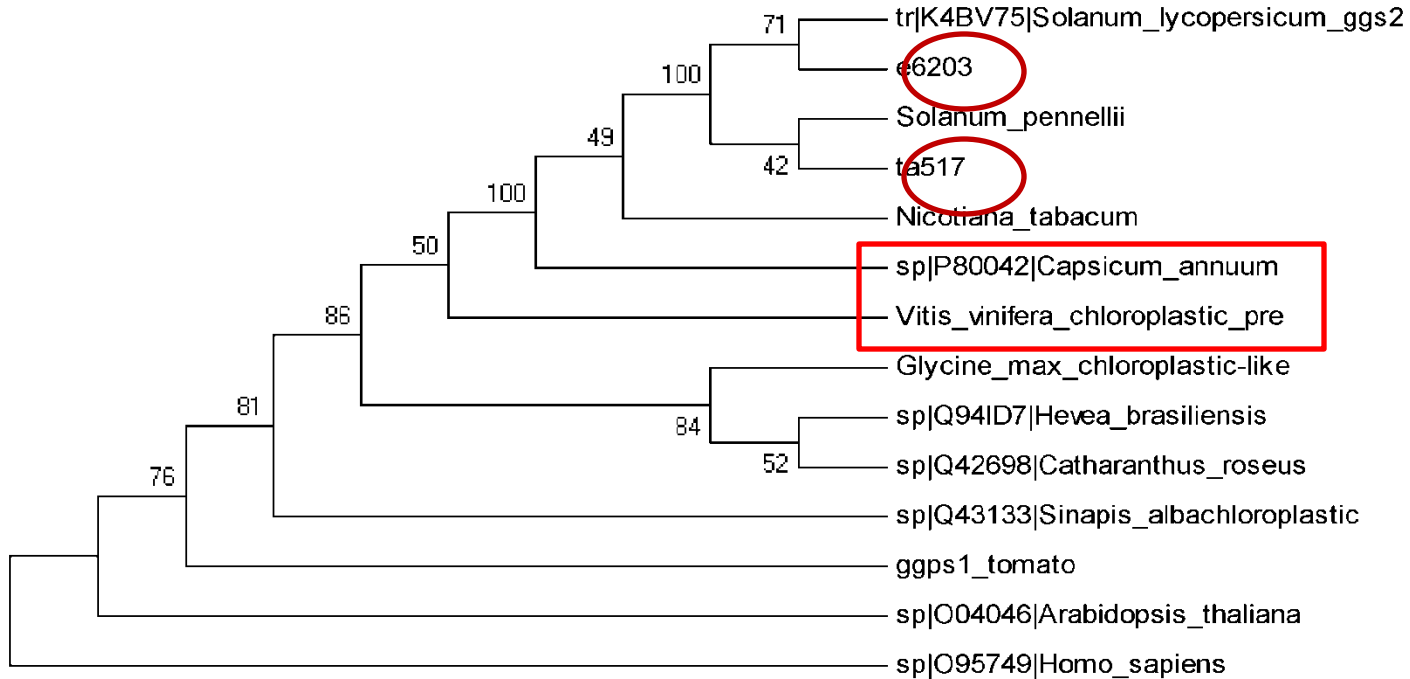 tr|K4BV75|Solanum_lycopersicum_ggs2
71
e6203
100
Solanum_pennellii
49
42
ta517
100
Nicotiana_tabacum
50
sp|P80042|Capsicum_annuum
86
Vitis_vinifera_chloroplastic_pre
Glycine_max_chloroplastic-like
81
84
sp|Q94ID7|Hevea_brasiliensis
76
52
sp|Q42698|Catharanthus_roseus
sp|Q43133|Sinapis_albachloroplastic
ggps1_tomato
sp|O04046|Arabidopsis_thaliana
sp|O95749|Homo_sapiens